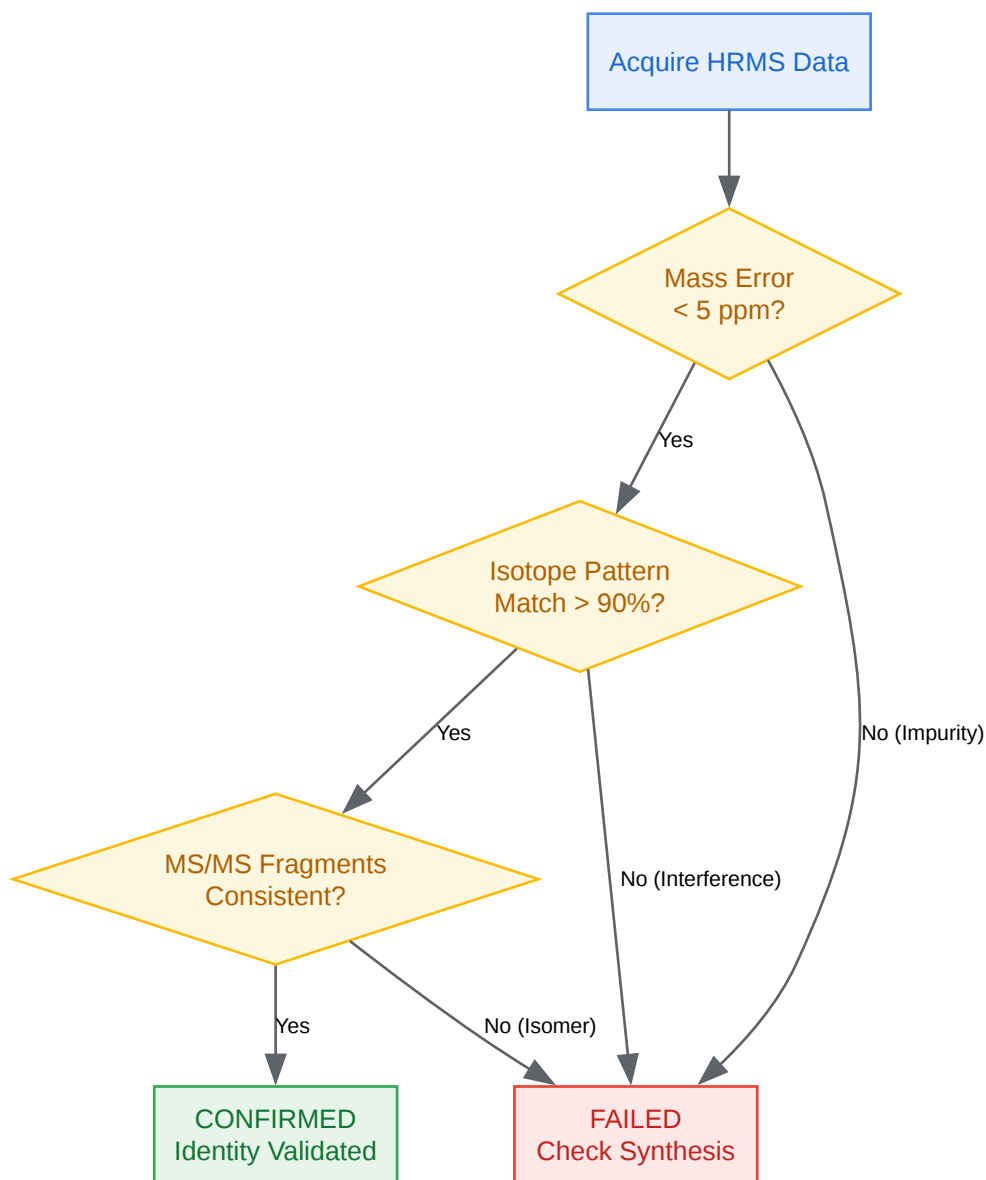 Acquire HRMS Data
Mass Error
< 5 ppm?
Yes
Isotope Pattern
Match > 90%?
Yes
No (Impurity)
MS/MS Fragments
Consistent?
No (Interference)
Yes
No (Isomer)
CONFIRMED
Identity Validated
FAILED
Check Synthesis